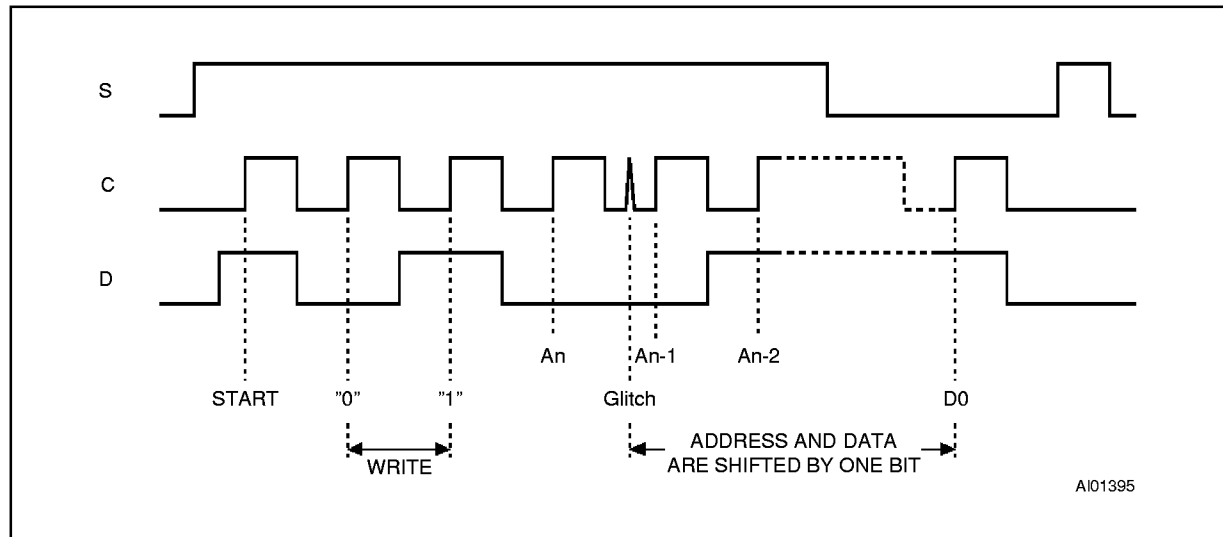 S
C
D
An
An-1
An-2
START
"0"
"1"
Glitch
D0
WRITE
ADDRESS AND DATA
ARE SHIFTED BY ONE BIT
AI01395